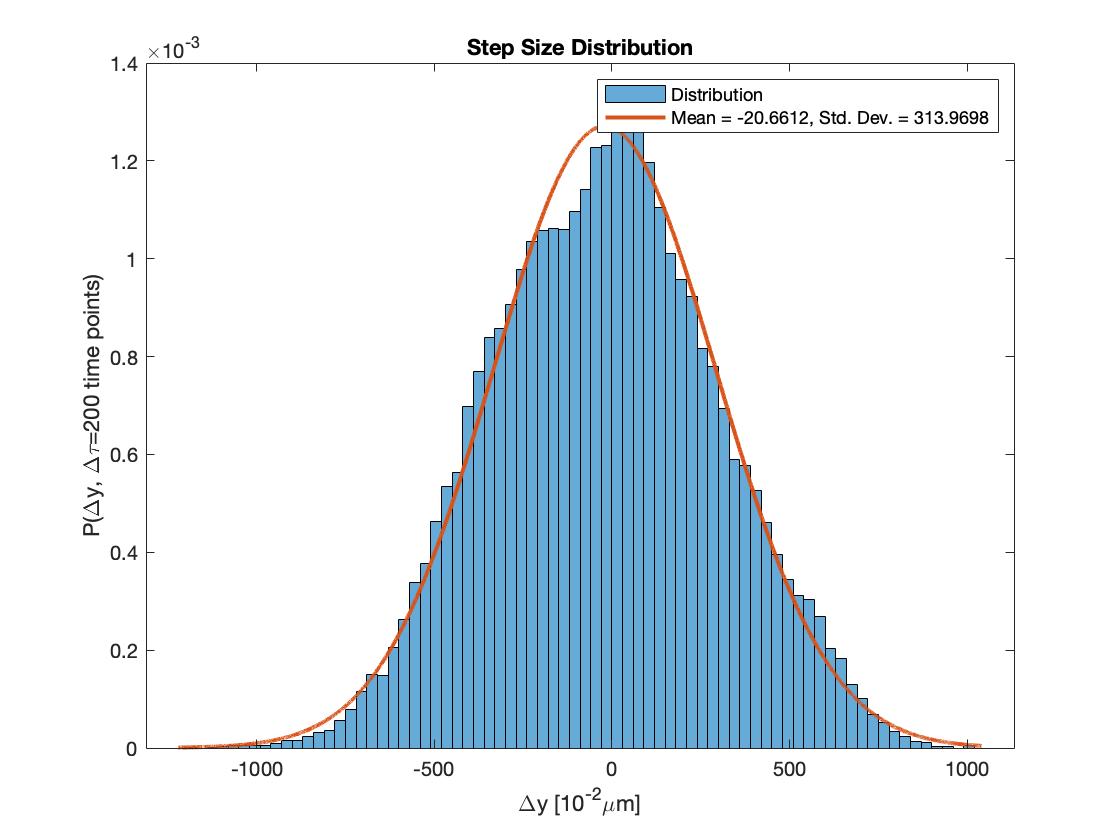 Step Size Distribution
×10⁻³
Distribution
Mean = -20.6612, Std. Dev. = 313.9698
P(Δy, Δτ=200 time points)
1.4
1.2
1
0.8
0.6
0.4
0.2
0
-1000 -500 0 500 1000
Δy [10⁻²μm]